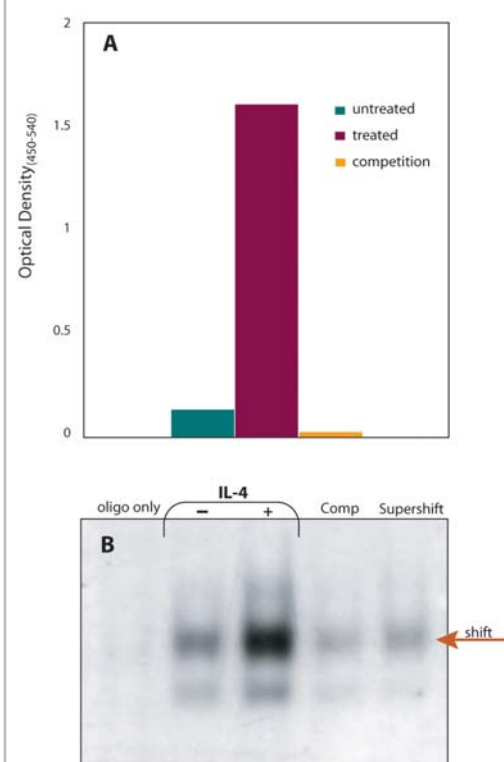 2
A
Optical Density(450-540)
untreated
1.5
treated
competition
1
0.5
0
IL-4
oligo only − + Comp Supershift
B
shift